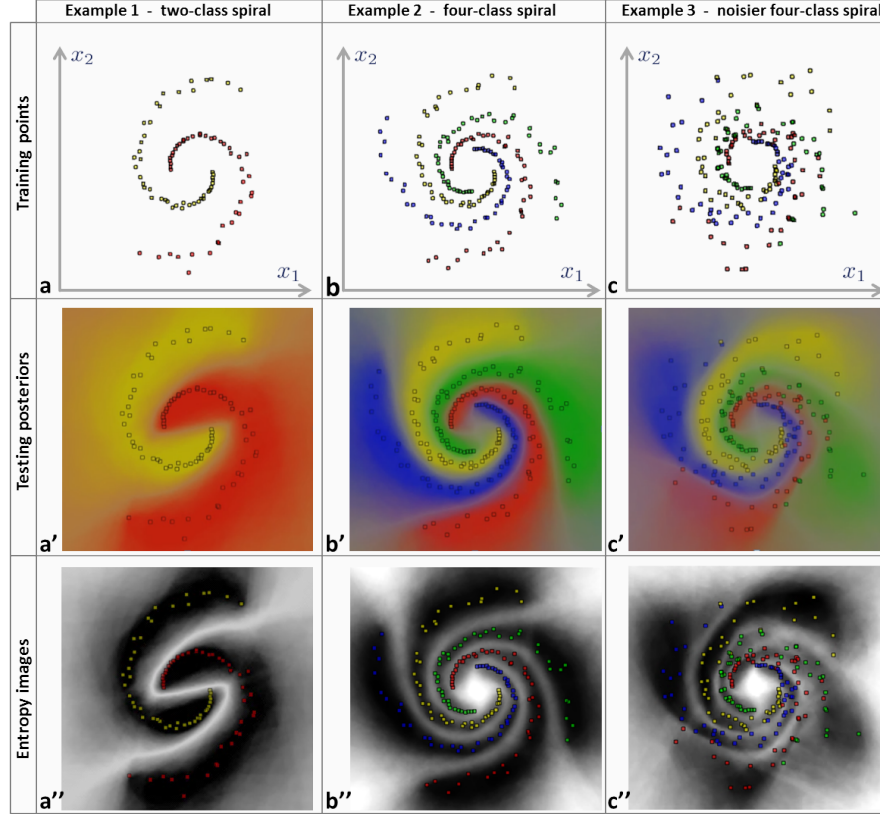 Example 1 - two-class spiral
Example 2 - four-class spiral
Example 3 - noisier four-class spiral
Training points
x₂
x₁
a
x₂
x₁
b
x₂
x₁
c
Testing posteriors
a'
b'
c'
Entropy images
a''
b''
c''